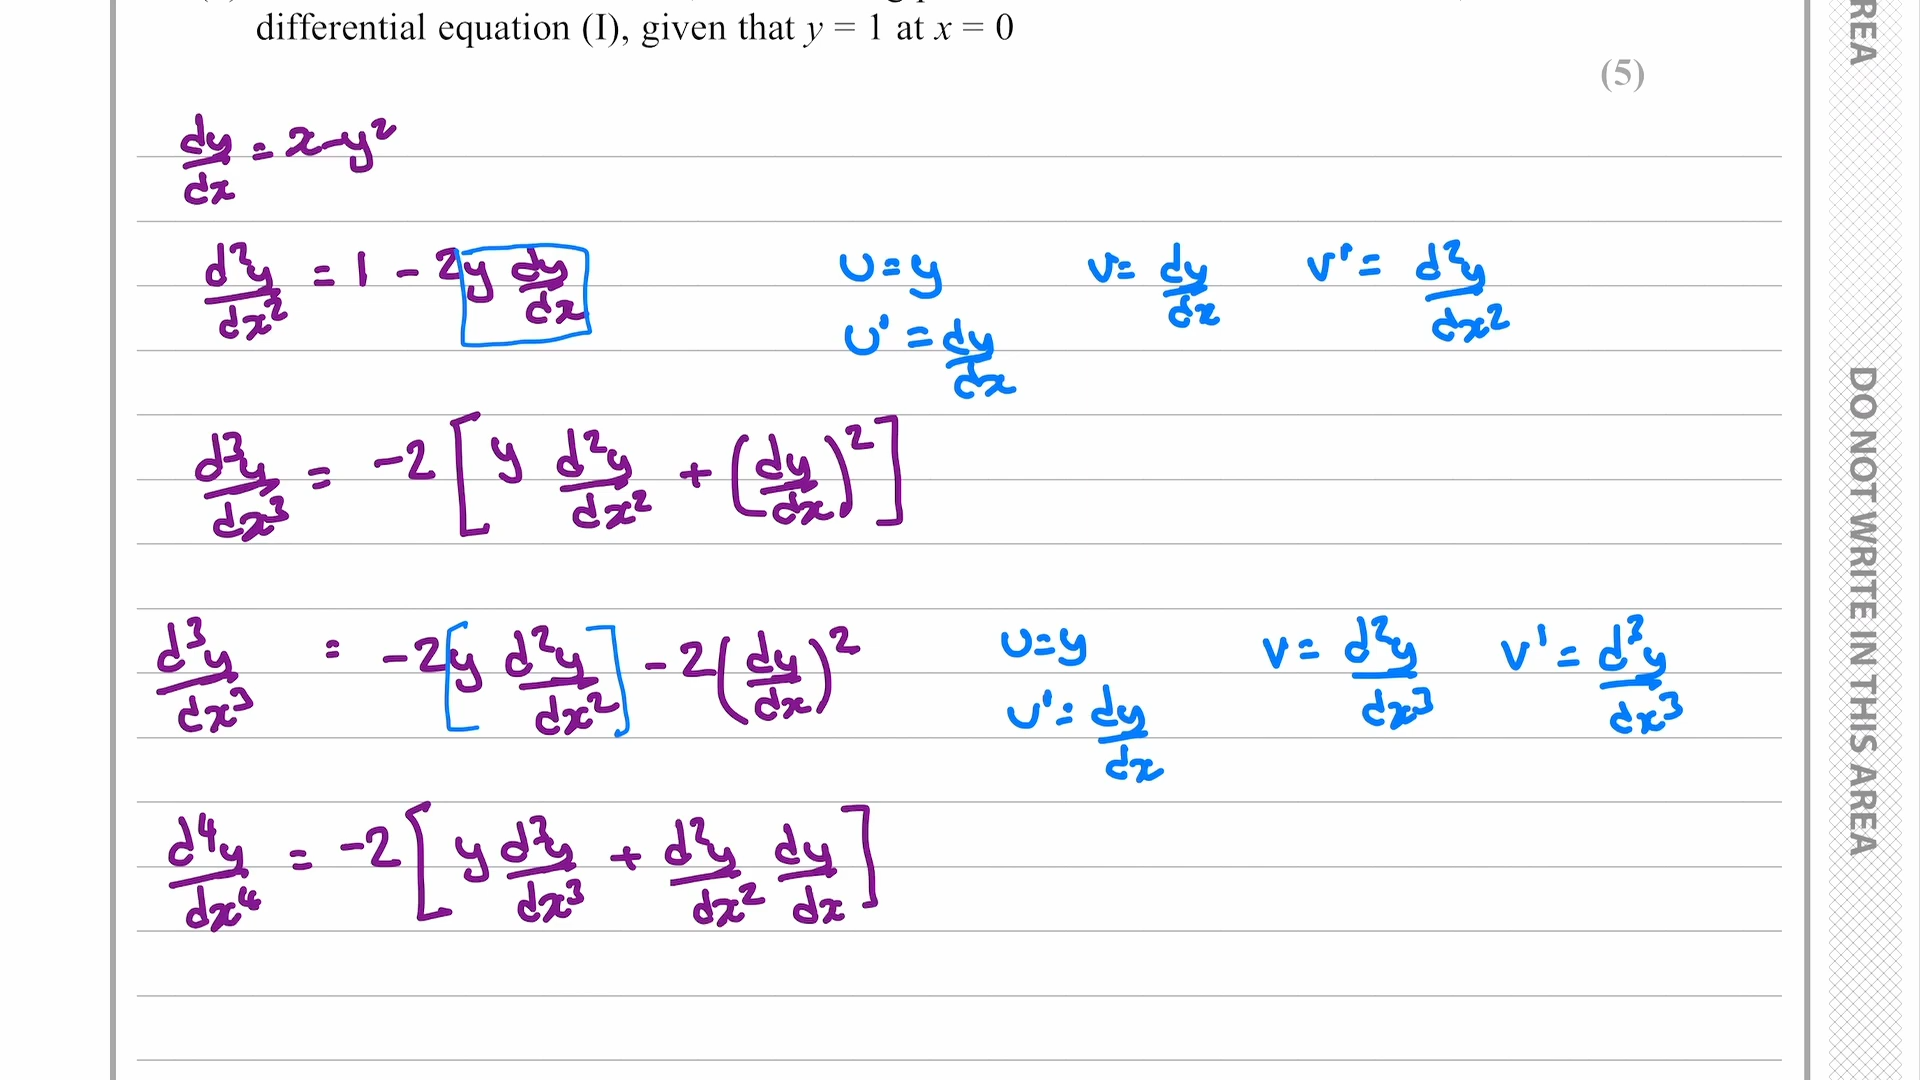 differential equation (I), given that y = 1 at x = 0
(5)
dy/dx = x-y²
d²y/dx² = 1 - 2y dy/dx
u=y v= dy/dx v'= d²y/dx²
u' = dy/dx
d³y/dx³ = -2[y d²y/dx² + (dy/dx)²]
d³y/dx³ = -2[y d²y/dx²] - 2(dy/dx)²
u=y v= d²y/dx³ v'= d³y/dx³
u'= dy/dx
d⁴y/dx⁴ = -2[y d³y/dx³ + d²y/dx² dy/dx]
REA
DO NOT WRITE IN THIS AREA